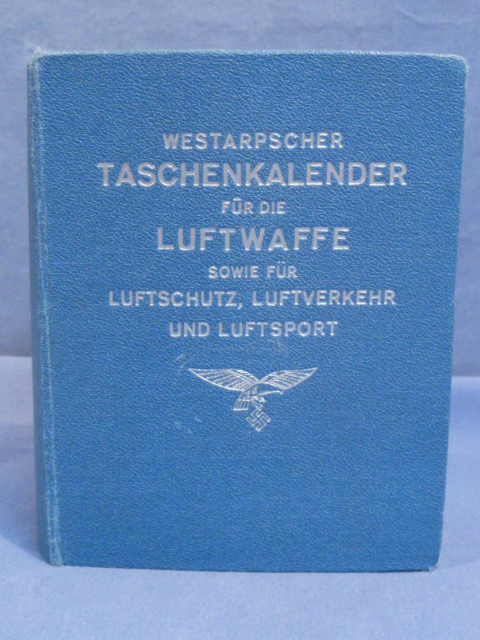 WESTARPSCHER
TASCHENKALENDER
FÜR DIE
LUFTWAFFE
SOWIE FÜR
LUFTSCHUTZ, LUFTVERKEHR
UND LUFTSPORT